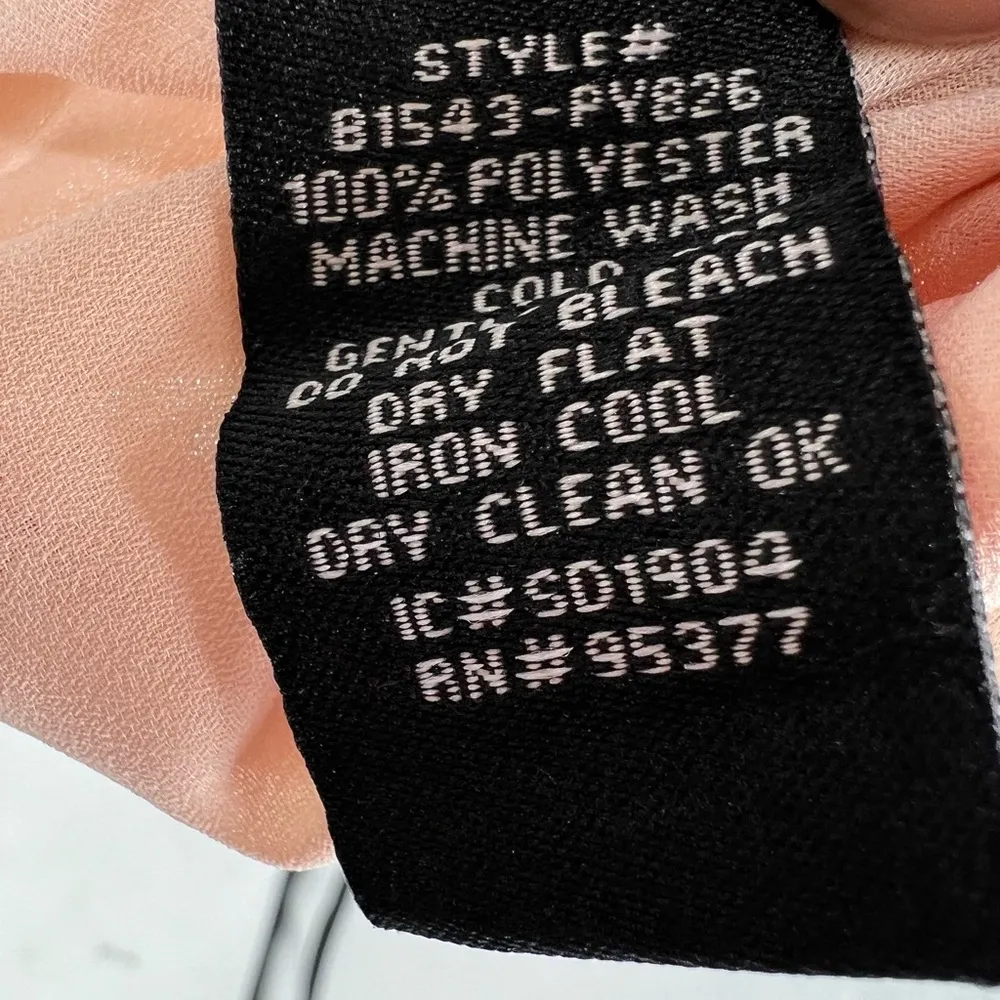 STYLE#
81543-PY826
100% POLYESTER
MACHINE WASH
COLD
GENTLE
DO NOT BLEACH
DRY FLAT
IRON COOL
DRY CLEAN OK
IC#SD1904
RN#95377